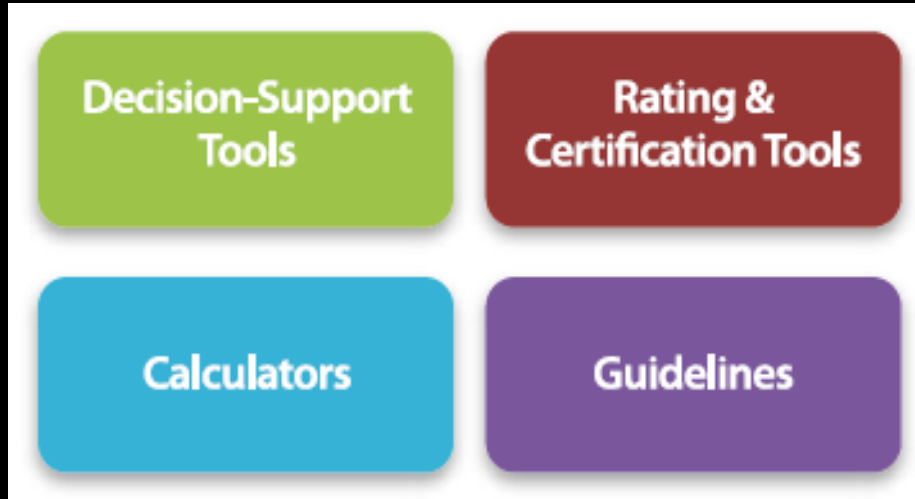 Decision-Support
Tools
Rating &
Certification Tools
Calculators
Guidelines